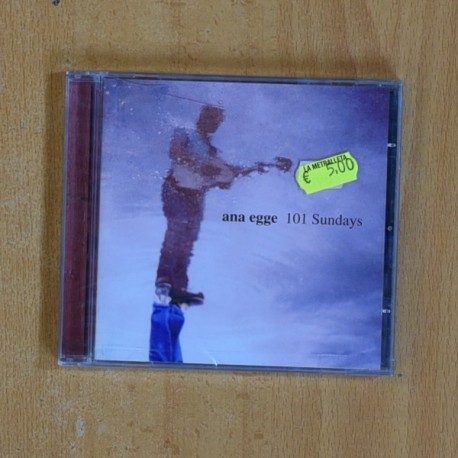 LA METRALLETA
€ 5,00
ana egge 101 Sundays